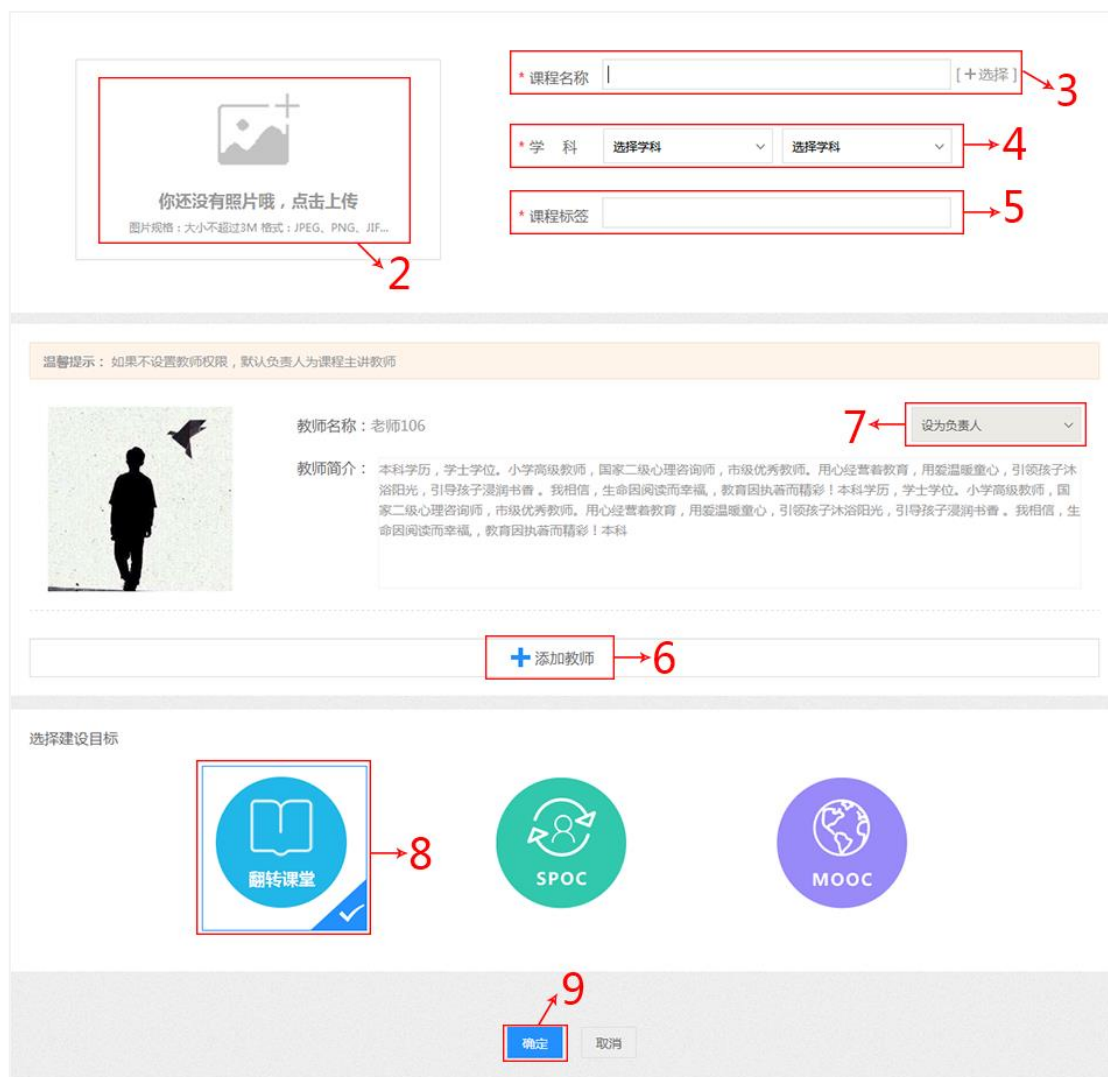 * 课程名称 [+选择]
3
* 学 科 选择学科 选择学科
4
* 课程标签
5
你还没有照片哦，点击上传
图片规格：大小不超过3M 格式：JPEG、PNG、JIF...
2
温馨提示： 如果不设置教师权限，默认负责人为课程主讲教师
教师名称：老师106
7
设为负责人
教师简介： 本科学历，学士学位。小学高级教师，国家二级心理咨询师，市级优秀教师。用心经营着教育，用爱温暖童心，引领孩子沐
浴阳光，引导孩子浸润书香 。我相信，生命因阅读而幸福,，教育因执著而精彩！本科学历，学士学位。小学高级教师，国
家二级心理咨询师，市级优秀教师。用心经营着教育，用爱温暖童心，引领孩子沐浴阳光，引导孩子浸润书香 。我相信，生
命因阅读而幸福,，教育因执著而精彩！本科
添加教师
6
选择建设目标
翻转课堂
8
SPOC
MOOC
9
确定 取消